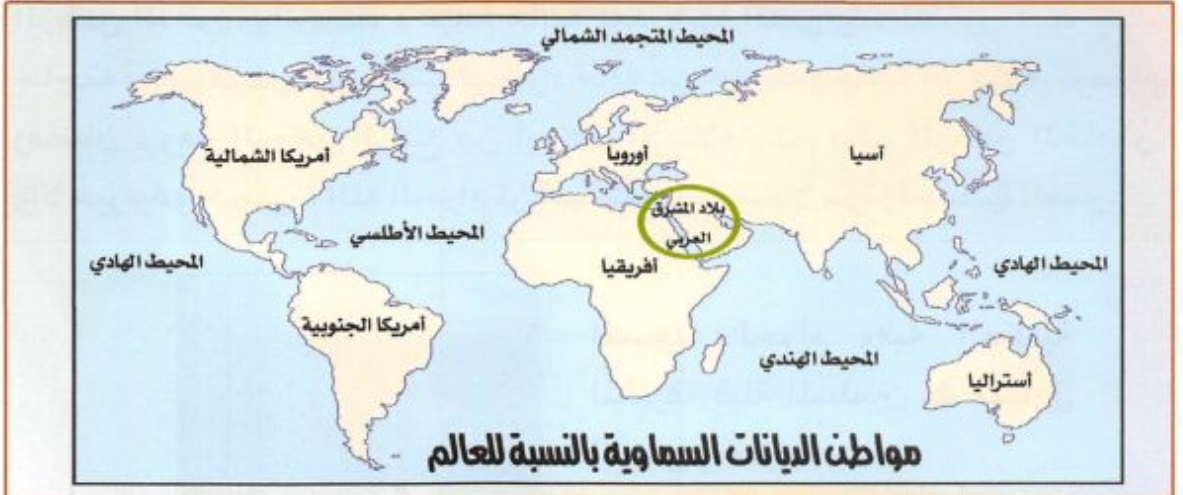 المحيط المتجمد الشمالي
أمريكا الشمالية
أوروبا
آسيا
بلاد المشرق
العربي
المحيط الأطلسي
المحيط الهادي
أفريقيا
المحيط الهادي
أمريكا الجنوبية
المحيط الهندي
أستراليا
مواطن الديانات السماوية بالنسبة للعالم